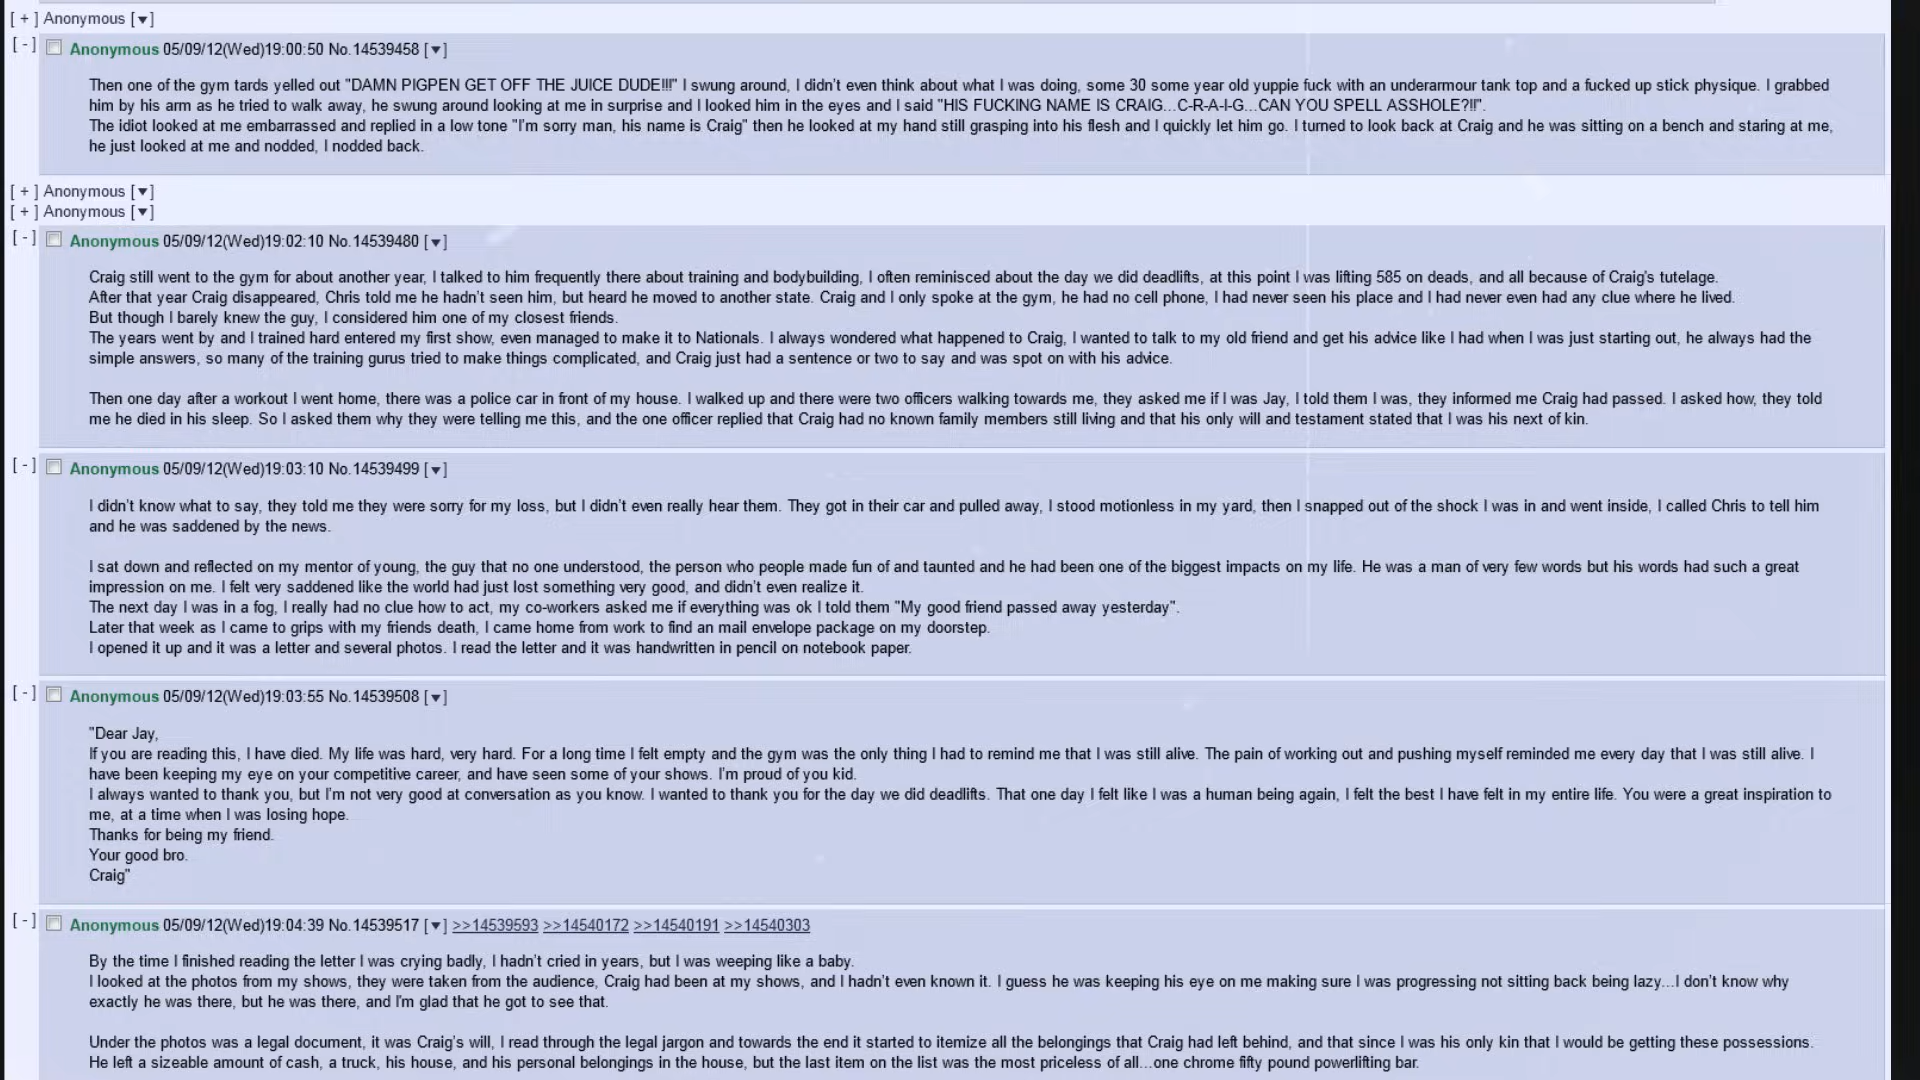 [ + ] Anonymous [▼]
[ - ] Anonymous 05/09/12(Wed)19:00:50 No.14539458 [▼]
Then one of the gym tards yelled out "DAMN PIGPEN GET OFF THE JUICE DUDE!!!" I swung around, I didn't even think about what I was doing, some 30 some year old yuppie fuck with an underarmour tank top and a fucked up stick physique. I grabbed
him by his arm as he tried to walk away, he swung around looking at me in surprise and I looked him in the eyes and I said "HIS FUCKING NAME IS CRAIG...C-R-A-I-G...CAN YOU SPELL ASSHOLE?!!".
The idiot looked at me embarrassed and replied in a low tone "I'm sorry man, his name is Craig" then he looked at my hand still grasping into his flesh and I quickly let him go. I turned to look back at Craig and he was sitting on a bench and staring at me,
he just looked at me and nodded, I nodded back.
[ + ] Anonymous [▼]
[ + ] Anonymous [▼]
[ - ] Anonymous 05/09/12(Wed)19:02:10 No.14539480 [▼]
Craig still went to the gym for about another year, I talked to him frequently there about training and bodybuilding, I often reminisced about the day we did deadlifts, at this point I was lifting 585 on deads, and all because of Craig's tutelage.
After that year Craig disappeared, Chris told me he hadn't seen him, but heard he moved to another state. Craig and I only spoke at the gym, he had no cell phone, I had never seen his place and I had never even had any clue where he lived.
But though I barely knew the guy, I considered him one of my closest friends.
The years went by and I trained hard entered my first show, even managed to make it to Nationals. I always wondered what happened to Craig, I wanted to talk to my old friend and get his advice like I had when I was just starting out, he always had the
simple answers, so many of the training gurus tried to make things complicated, and Craig just had a sentence or two to say and was spot on with his advice.
Then one day after a workout I went home, there was a police car in front of my house. I walked up and there were two officers walking towards me, they asked me if I was Jay, I told them I was, they informed me Craig had passed. I asked how, they told
me he died in his sleep. So I asked them why they were telling me this, and the one officer replied that Craig had no known family members still living and that his only will and testament stated that I was his next of kin.
[ - ] Anonymous 05/09/12(Wed)19:03:10 No.14539499 [▼]
I didn't know what to say, they told me they were sorry for my loss, but I didn't even really hear them. They got in their car and pulled away, I stood motionless in my yard, then I snapped out of the shock I was in and went inside, I called Chris to tell him
and he was saddened by the news.
I sat down and reflected on my mentor of young, the guy that no one understood, the person who people made fun of and taunted and he had been one of the biggest impacts on my life. He was a man of very few words but his words had such a great
impression on me. I felt very saddened like the world had just lost something very good, and didn't even realize it.
The next day I was in a fog, I really had no clue how to act, my co-workers asked me if everything was ok I told them "My good friend passed away yesterday".
Later that week as I came to grips with my friends death, I came home from work to find an mail envelope package on my doorstep.
I opened it up and it was a letter and several photos. I read the letter and it was handwritten in pencil on notebook paper.
[ - ] Anonymous 05/09/12(Wed)19:03:55 No.14539508 [▼]
"Dear Jay,
If you are reading this, I have died. My life was hard, very hard. For a long time I felt empty and the gym was the only thing I had to remind me that I was still alive. The pain of working out and pushing myself reminded me every day that I was still alive. I
have been keeping my eye on your competitive career, and have seen some of your shows. I'm proud of you kid.
I always wanted to thank you, but I'm not very good at conversation as you know. I wanted to thank you for the day we did deadlifts. That one day I felt like I was a human being again, I felt the best I have felt in my entire life. You were a great inspiration to
me, at a time when I was losing hope.
Thanks for being my friend.
Your good bro.
Craig"
[ - ] Anonymous 05/09/12(Wed)19:04:39 No.14539517 [▼] >>14539593 >>14540172 >>14540191 >>14540303
By the time I finished reading the letter I was crying badly, I hadn't cried in years, but I was weeping like a baby.
I looked at the photos from my shows, they were taken from the audience, Craig had been at my shows, and I hadn't even known it. I guess he was keeping his eye on me making sure I was progressing not sitting back being lazy...I don't know why
exactly he was there, but he was there, and I'm glad that he got to see that.
Under the photos was a legal document, it was Craig's will, I read through the legal jargon and towards the end it started to itemize all the belongings that Craig had left behind, and that since I was his only kin that I would be getting these possessions.
He left a sizeable amount of cash, a truck, his house, and his personal belongings in the house, but the last item on the list was the most priceless of all...one chrome fifty pound powerlifting bar.